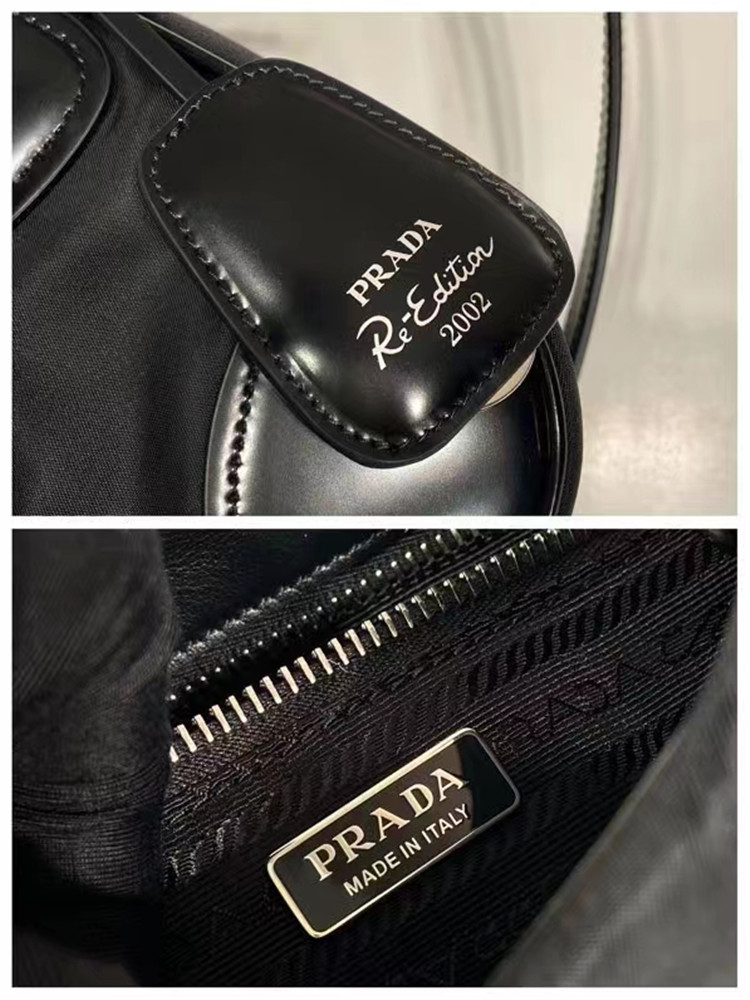 PRADA
Re-Edition
2002
PRADA
MADE IN ITALY